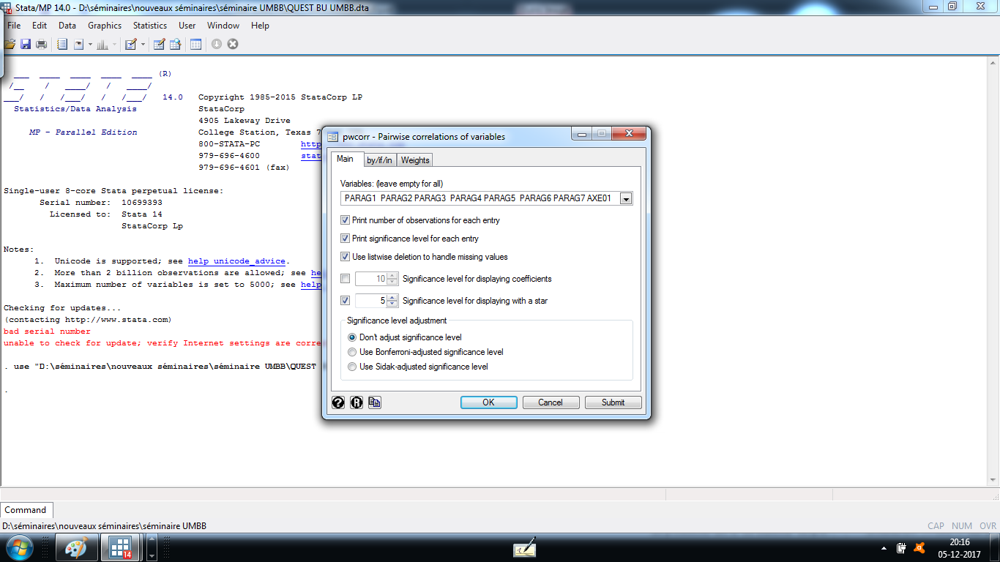 Stata/MP 14.0 - D:\séminaires\nouveaux séminaires\séminaire UMBB\QUEST BU UMBB.dta
File Edit Data Graphics Statistics User Window Help
(R)
14.0 Copyright 1985-2015 StataCorp LP
Statistics/Data Analysis StataCorp
4905 Lakeway Drive
MP - Parallel Edition College Station, Texas 7
800-STATA-PC http
979-696-4600 stat
979-696-4601 (fax)
Single-user 8-core Stata perpetual license:
Serial number: 10699393
Licensed to: Stata 14
StataCorp Lp
Notes:
1. Unicode is supported; see help unicode_advice.
2. More than 2 billion observations are allowed; see he
3. Maximum number of variables is set to 5000; see help
Checking for updates...
(contacting http://www.stata.com)
bad serial number
unable to check for update; verify Internet settings are corre
. use "D:\séminaires\nouveaux séminaires\séminaire UMBB\QUEST
.
pwcorr - Pairwise correlations of variables
Main by/if/in Weights
Variables: (leave empty for all)
PARAG1 PARAG2 PARAG3 PARAG4 PARAG5 PARAG6 PARAG7 AXE01
Print number of observations for each entry
Print significance level for each entry
Use listwise deletion to handle missing values
10 Significance level for displaying coefficients
5 Significance level for displaying with a star
Significance level adjustment
Don't adjust significance level
Use Bonferroni-adjusted significance level
Use Sidak-adjusted significance level
? R OK Cancel Submit
Command
D:\séminaires\nouveaux séminaires\séminaire UMBB CAP NUM OVR
14
20:16
05-12-2017